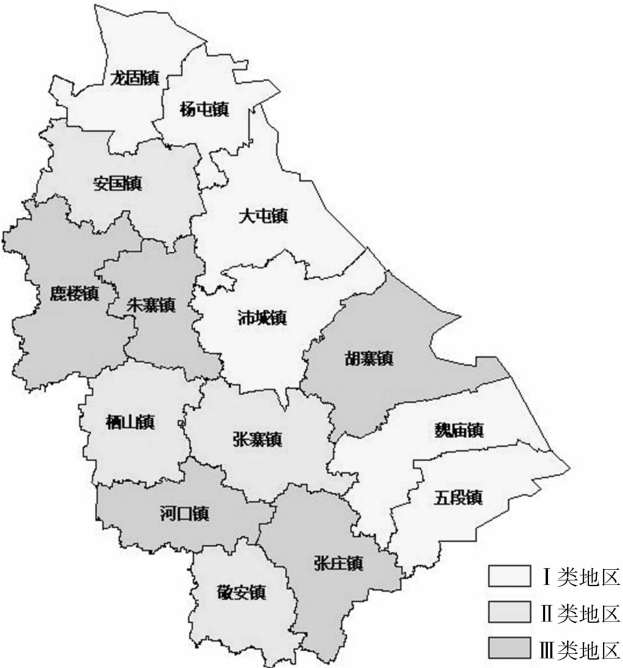 龙固镇
杨屯镇
安国镇
大屯镇
鹿楼镇
朱寨镇
沛城镇
胡寨镇
栖山镇
张寨镇
魏庙镇
五段镇
河口镇
张庄镇
敬安镇
Ⅰ类地区
Ⅱ类地区
Ⅲ类地区